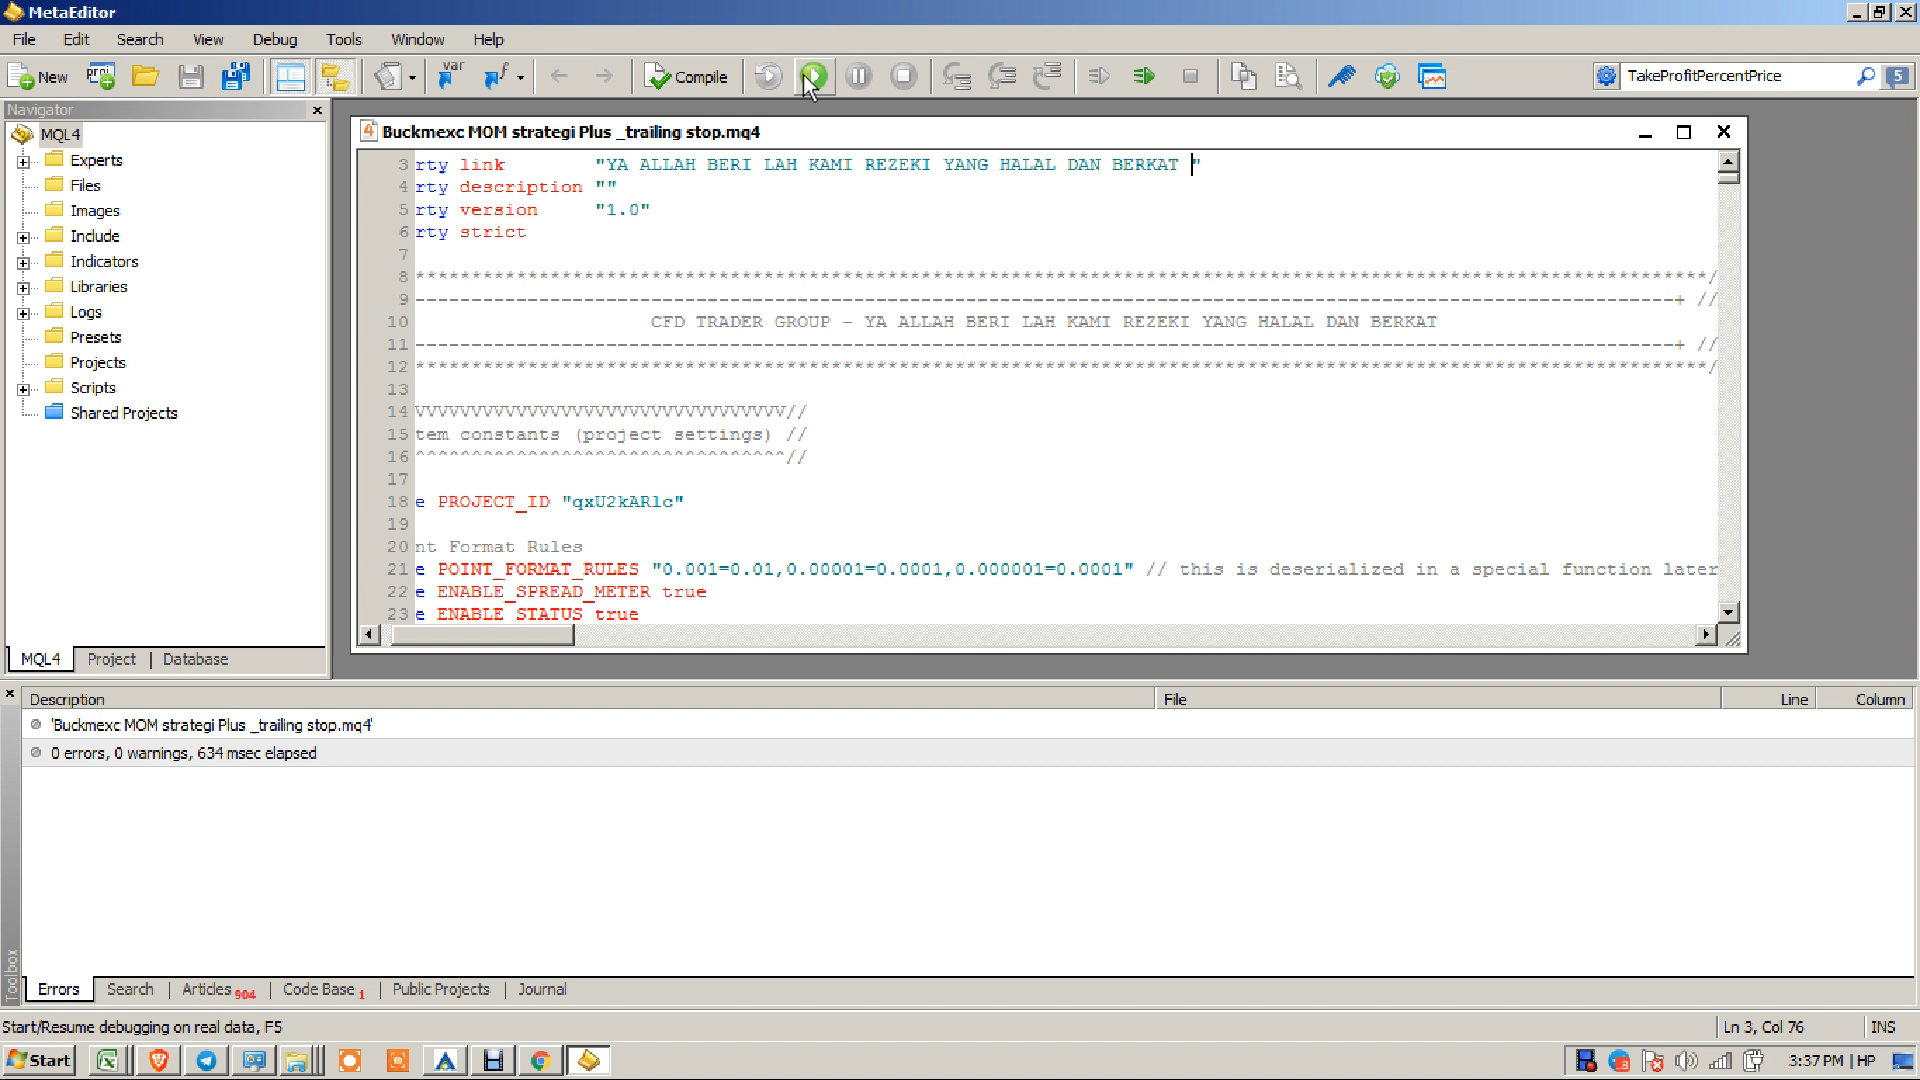 MetaEditor
File Edit Search View Debug Tools Window Help
New proj var f Compile TakeProfitPercentPrice 5
Navigator
MQL4
Experts
Files
Images
Include
Indicators
Libraries
Logs
Presets
Projects
Scripts
Shared Projects
MQL4 Project Database
4 Buckmexc MOM strategi Plus _trailing stop.mq4
3 rty link "YA ALLAH BERI LAH KAMI REZEKI YANG HALAL DAN BERKAT "
4 rty description ""
5 rty version "1.0"
6 rty strict
7
8 *******************************************************************************************************************/
9 ----------------------------------------------------------------------------------------------------------------+ //
10 CFD TRADER GROUP - YA ALLAH BERI LAH KAMI REZEKI YANG HALAL DAN BERKAT
11 ----------------------------------------------------------------------------------------------------------------+ //
12 *******************************************************************************************************************/
13
14 VVVVVVVVVVVVVVVVVVVVVVVVVVVVVVVVV//
15 tem constants (project settings) //
16 ^^^^^^^^^^^^^^^^^^^^^^^^^^^^^^^^^//
17
18 e PROJECT_ID "qxU2kARlc"
19
20 nt Format Rules
21 e POINT_FORMAT_RULES "0.001=0.01,0.00001=0.0001,0.000001=0.0001" // this is deserialized in a special function later
22 e ENABLE_SPREAD_METER true
23 e ENABLE_STATUS true
Description File Line Column
'Buckmexc MOM strategi Plus _trailing stop.mq4'
0 errors, 0 warnings, 634 msec elapsed
Toolbox
Errors Search Articles 904 Code Base 1 Public Projects Journal
Start/Resume debugging on real data, F5 Ln 3, Col 76 INS
Start 8 3:37 PM | HP